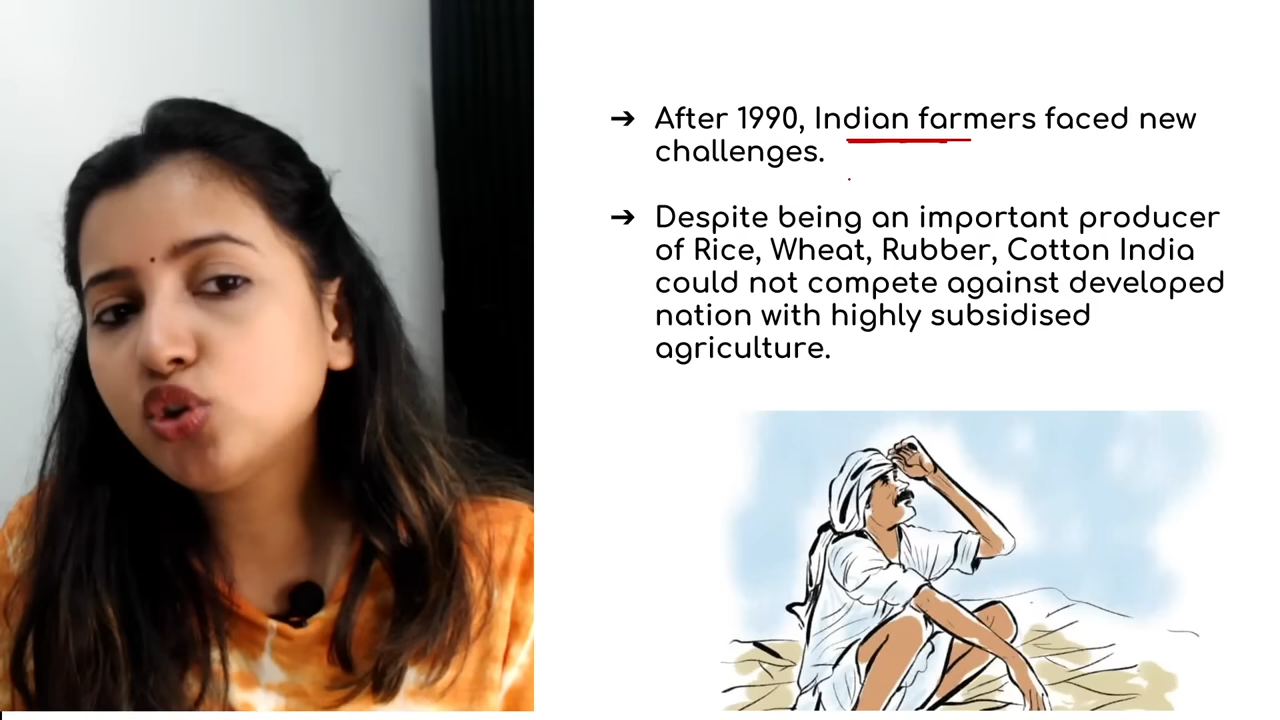 ➔ After 1990, Indian farmers faced new
challenges.
➔ Despite being an important producer
of Rice, Wheat, Rubber, Cotton India
could not compete against developed
nation with highly subsidised
agriculture.